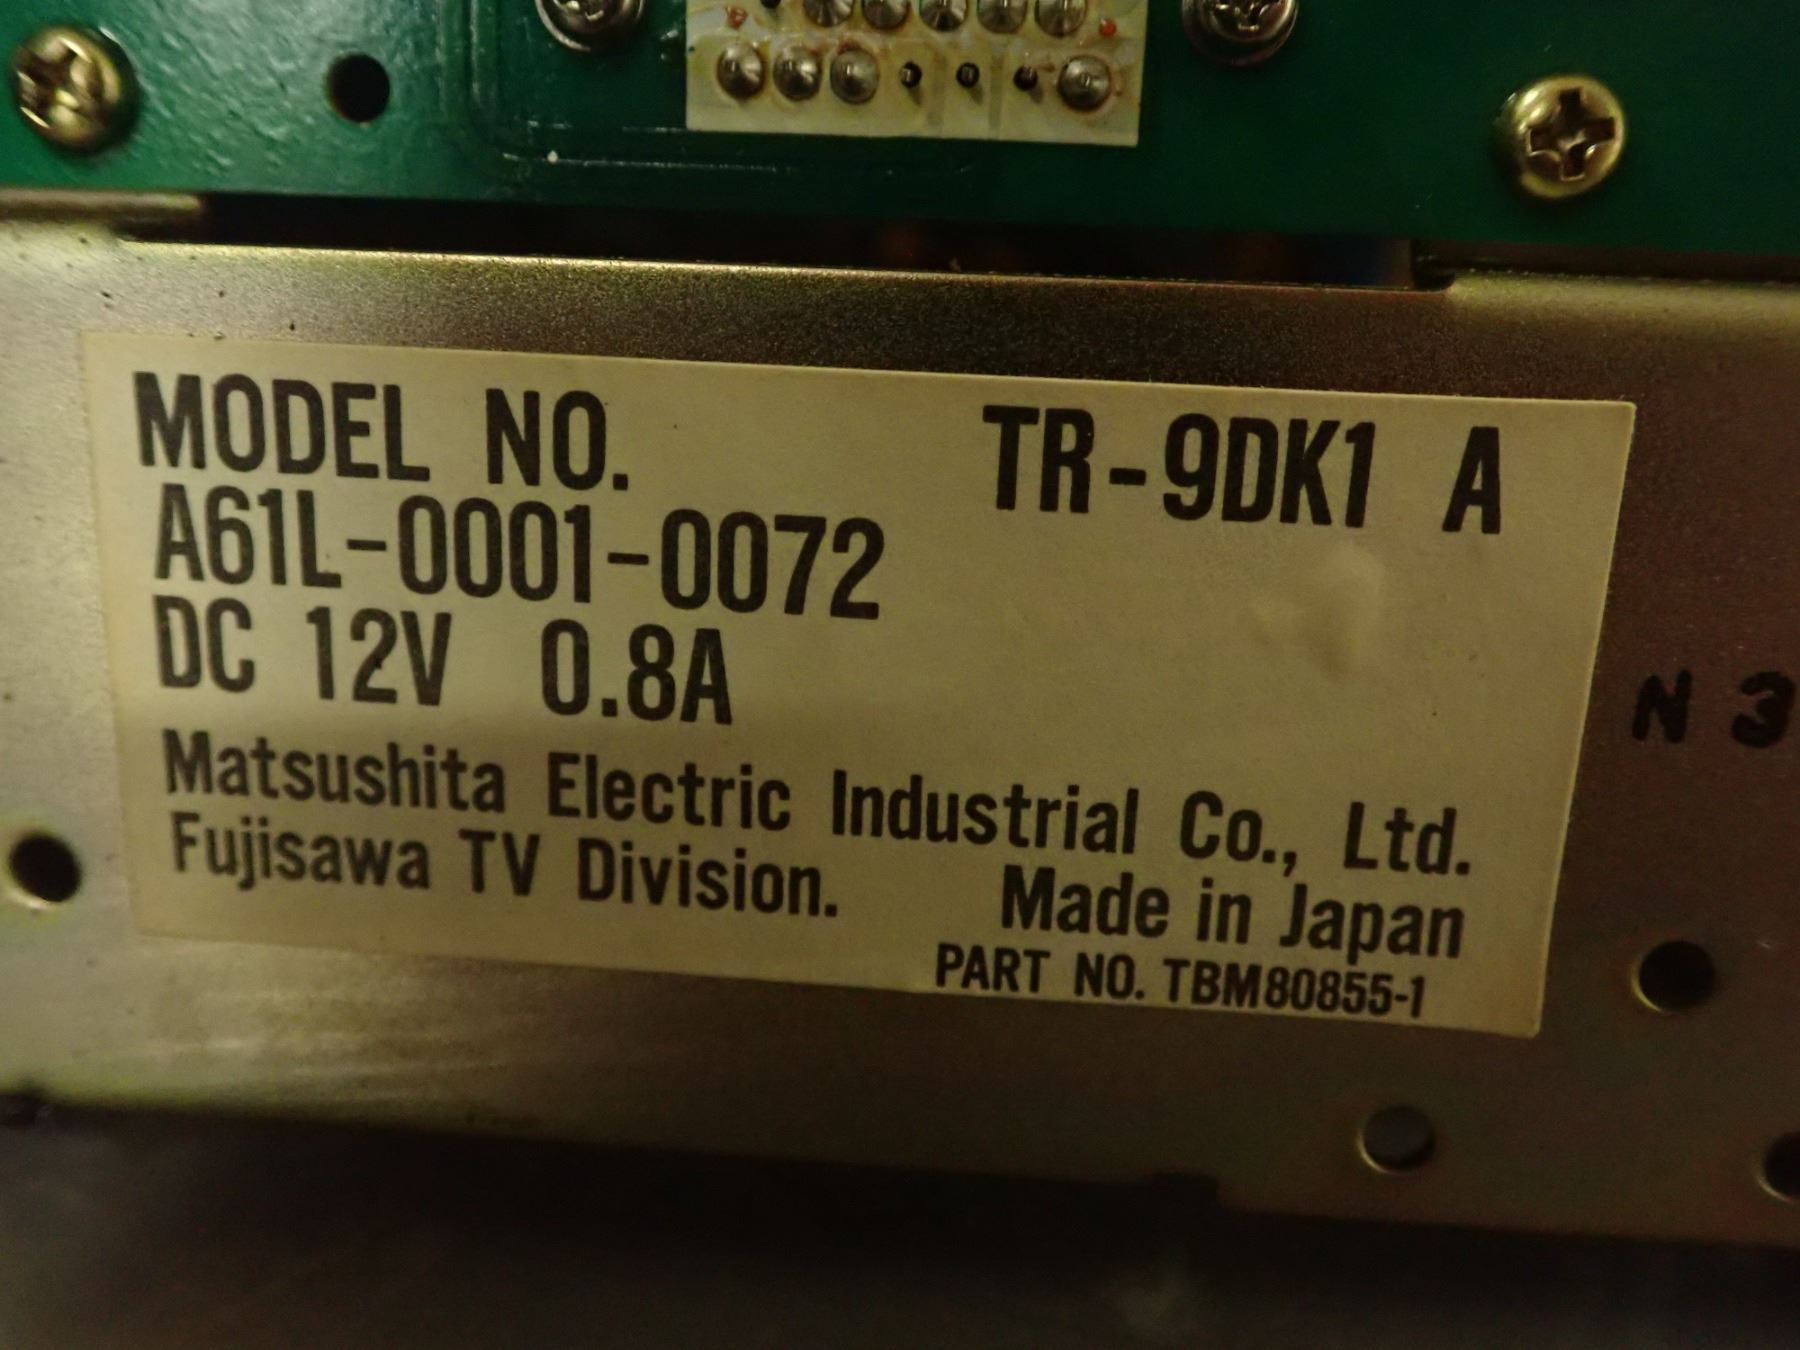 MODEL NO. TR-9DK1 A
A61L-0001-0072
DC 12V 0.8A
Matsushita Electric Industrial Co., Ltd.
Fujisawa TV Division. Made in Japan
PART NO. TBM80855-1
N 3